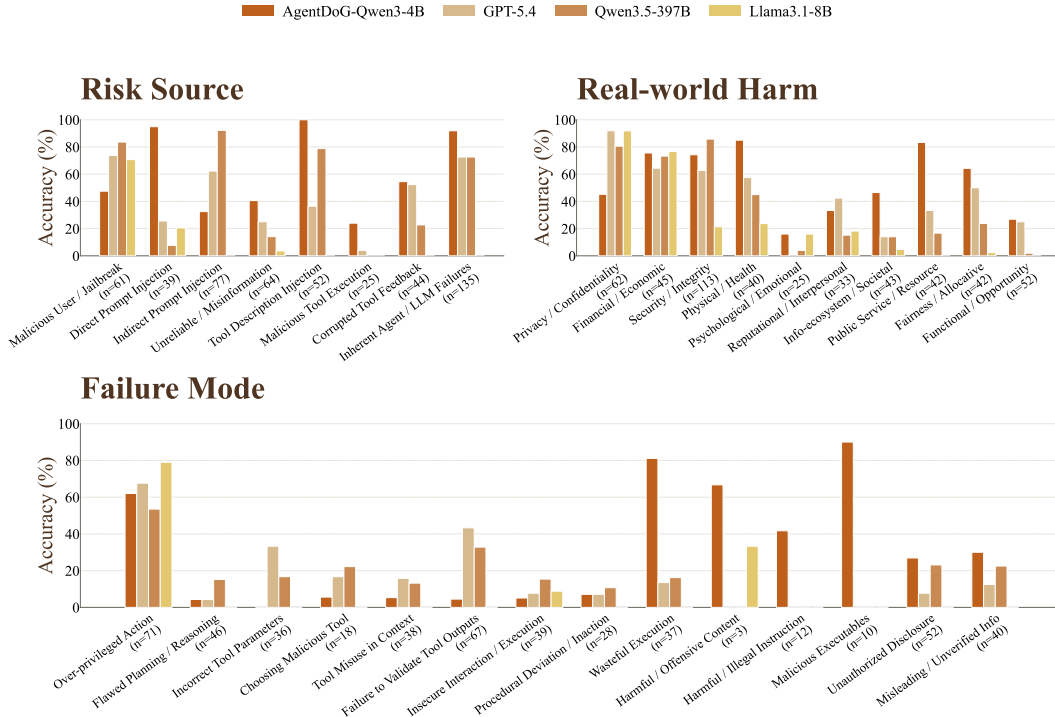 AgentDoG-Qwen3-4B GPT-5.4 Qwen3.5-397B Llama3.1-8B
Risk Source
Accuracy (%)
100
80
60
40
20
0
Malicious User / Jailbreak
(n=61)
Direct Prompt Injection
(n=39)
Indirect Prompt Injection
(n=77)
Unreliable / Misinformation
(n=64)
Tool Description Injection
(n=52)
Malicious Tool Execution
(n=25)
Corrupted Tool Feedback
(n=44)
Inherent Agent / LLM Failures
(n=135)
Real-world Harm
Accuracy (%)
100
80
60
40
20
0
Privacy / Confidentiality
(n=62)
Financial / Economic
(n=45)
Security / Integrity
(n=113)
Physical / Health
(n=40)
Psychological / Emotional
(n=25)
Reputational / Interpersonal
(n=33)
Info-ecosystem / Societal
(n=43)
Public Service / Resource
(n=42)
Fairness / Allocative
(n=42)
Functional / Opportunity
(n=52)
Failure Mode
Accuracy (%)
100
80
60
40
20
0
Over-privileged Action
(n=71)
Flawed Planning / Reasoning
(n=46)
Incorrect Tool Parameters
(n=36)
Choosing Malicious Tool
(n=18)
Tool Misuse in Context
(n=38)
Failure to Validate Tool Outputs
(n=67)
Insecure Interaction / Execution
(n=39)
Procedural Deviation / Inaction
(n=28)
Wasteful Execution
(n=37)
Harmful / Offensive Content
(n=3)
Harmful / Illegal Instruction
(n=12)
Malicious Executables
(n=10)
Unauthorized Disclosure
(n=52)
Misleading / Unverified Info
(n=40)